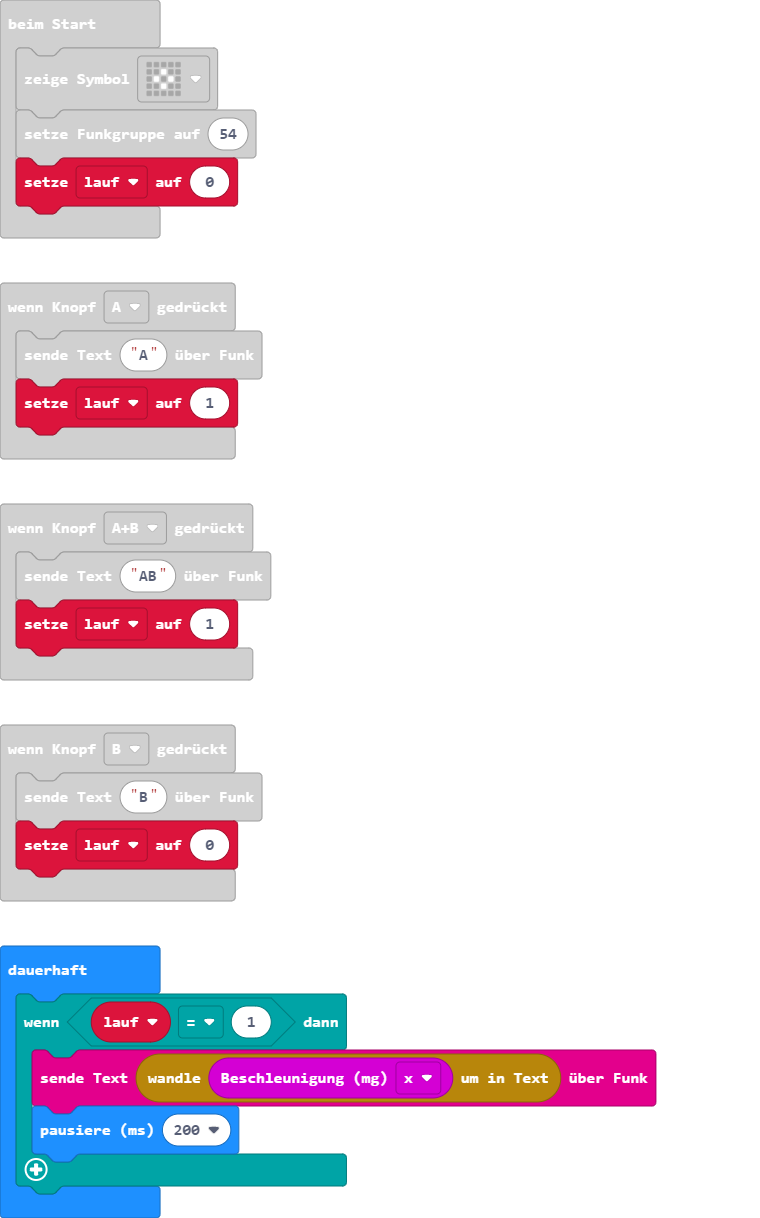 beim Start
zeige Symbol
setze Funkgruppe auf 54
setze lauf auf 0
wenn Knopf A gedrückt
sende Text "A" über Funk
setze lauf auf 1
wenn Knopf A+B gedrückt
sende Text "AB" über Funk
setze lauf auf 1
wenn Knopf B gedrückt
sende Text "B" über Funk
setze lauf auf 0
dauerhaft
wenn lauf = 1 dann
sende Text wandle Beschleunigung (mg) x um in Text über Funk
pausiere (ms) 200